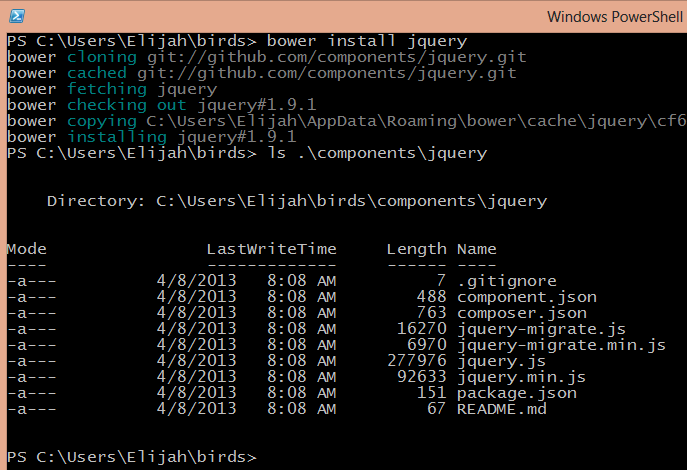 Windows PowerShell
PS C:\Users\Elijah\birds> bower install jquery
bower cloning git://github.com/components/jquery.git
bower cached git://github.com/components/jquery.git
bower fetching jquery
bower checking out jquery#1.9.1
bower copying C:\Users\Elijah\AppData\Roaming\bower\cache\jquery\cf6
bower installing jquery#1.9.1
PS C:\Users\Elijah\birds> ls .\components\jquery
Directory: C:\Users\Elijah\birds\components\jquery
Mode LastWriteTime Length Name
---- ------------- ------ ----
-a--- 4/8/2013 8:08 AM 7 .gitignore
-a--- 4/8/2013 8:08 AM 488 component.json
-a--- 4/8/2013 8:08 AM 763 composer.json
-a--- 4/8/2013 8:08 AM 16270 jquery-migrate.js
-a--- 4/8/2013 8:08 AM 6970 jquery-migrate.min.js
-a--- 4/8/2013 8:08 AM 277976 jquery.js
-a--- 4/8/2013 8:08 AM 92633 jquery.min.js
-a--- 4/8/2013 8:08 AM 151 package.json
-a--- 4/8/2013 8:08 AM 67 README.md
PS C:\Users\Elijah\birds>